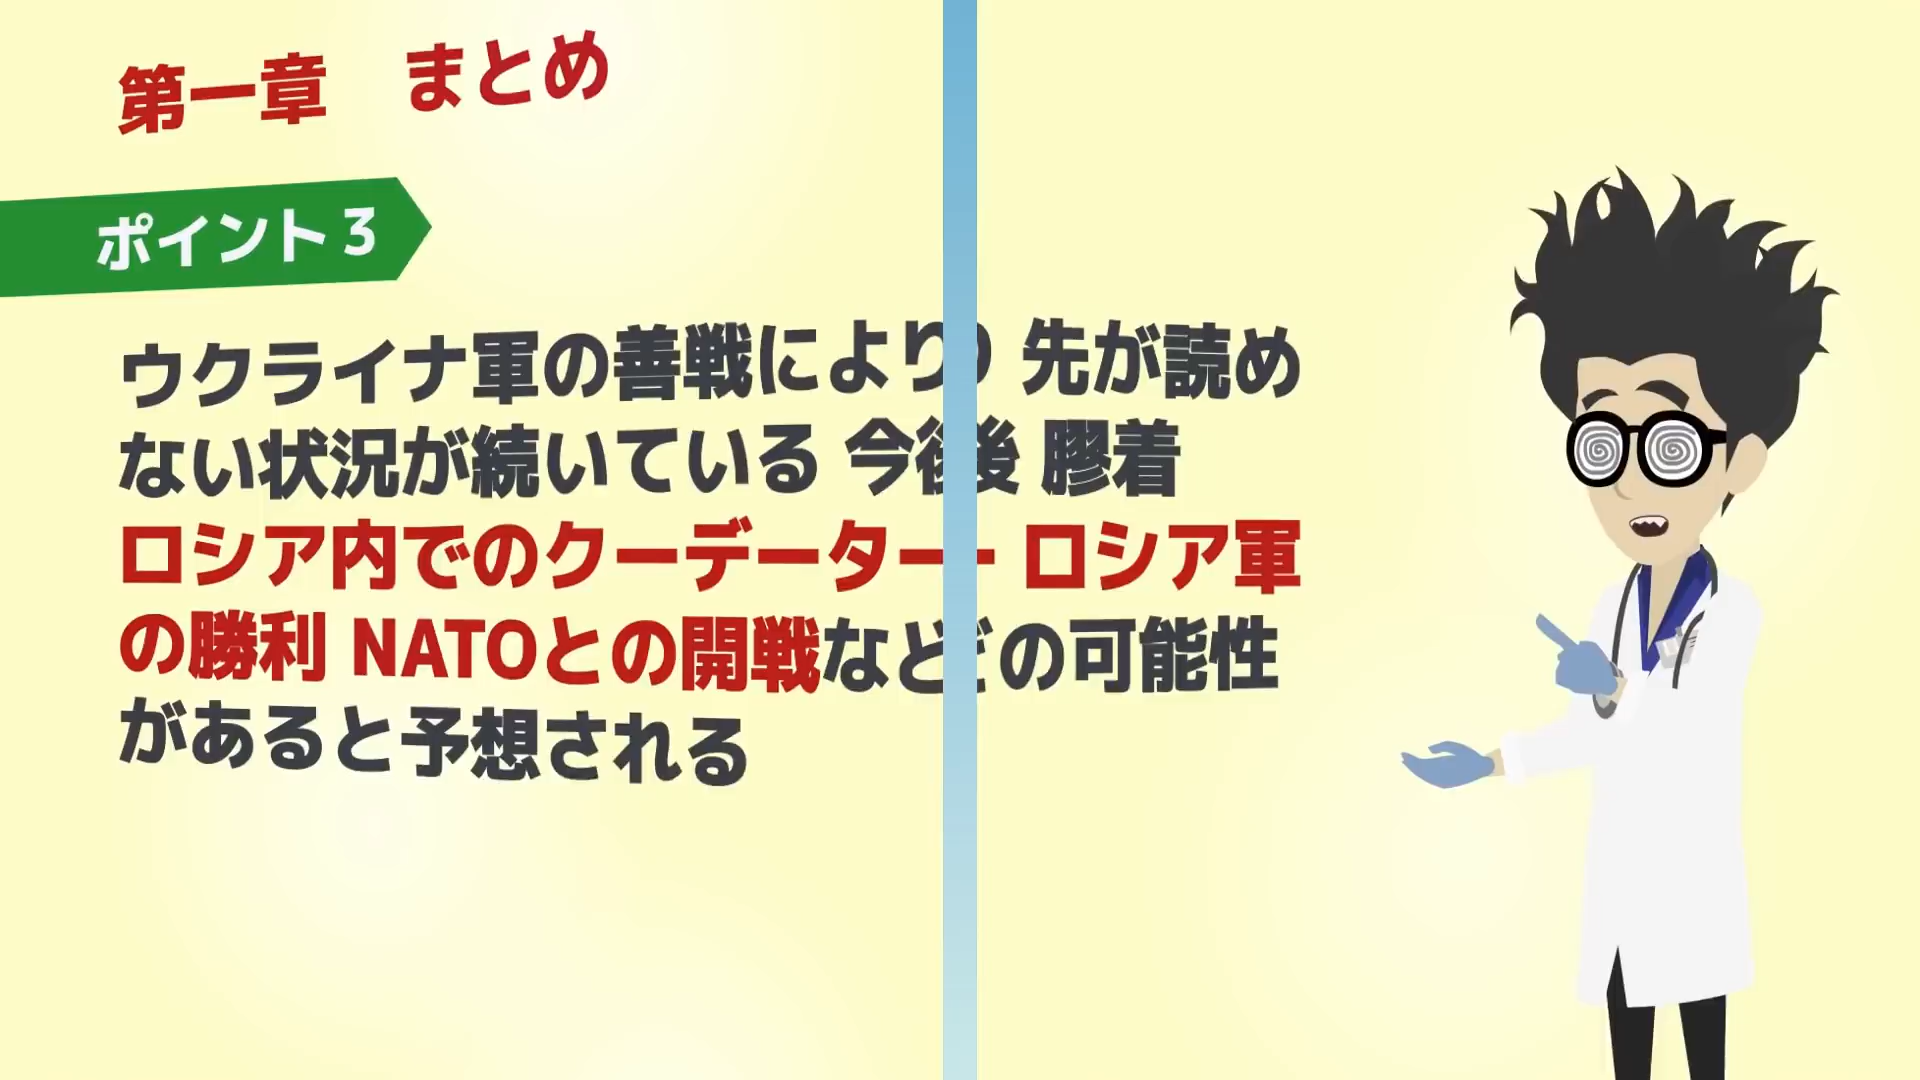 第一章　まとめ
ポイント３
ウクライナ軍の善戦により 先が読め
ない状況が続いている 今後 膠着
ロシア内でのクーデター ロシア軍
の勝利 NATOとの開戦などの可能性
があると予想される